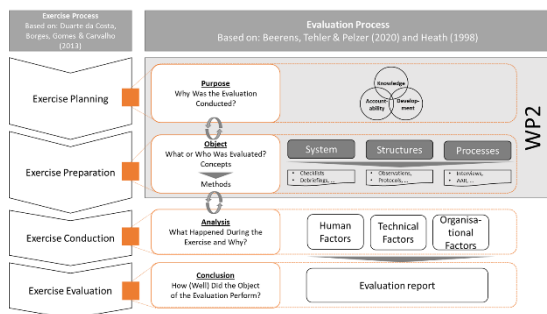 Exercise Process
Based on: Duarte da Costa,
Borges, Gomes & Carvalho
(2013)
Evaluation Process
Based on: Beerens, Tehler & Pelzer (2020) and Heath (1998)
Exercise Planning
Purpose
Why Was the Evaluation
Conducted?
Knowledge
Account-
ability
Develop-
ment
WP2
Exercise Preparation
Object
What or Who Was Evaluated?
Concepts
Methods
System
Structures
Processes
• Checklists
• Debriefings, ...
• Observations,
• Protocols,...
• Interviews,
• AAR, ...
Exercise Conduction
Analysis
What Happened During the
Exercise and Why?
Human
Factors
Technical
Factors
Organisa-
tional
Factors
Exercise Evaluation
Conclusion
How (Well) Did the Object
of the Evaluation Perform?
Evaluation report